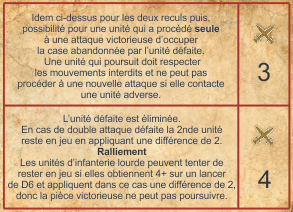 Idem ci-dessus pour les deux reculs puis,
possibilité pour une unité qui a procédé seule
à une attaque victorieuse d'occuper
la case abandonnée par l'unité défaite.
Une unité qui poursuit doit respecter
les mouvements interdits et ne peut pas
procéder à une nouvelle attaque si elle contacte
une unité adverse.
3
L'unité défaite est éliminée.
En cas de double attaque défaite la 2nde unité
reste en jeu en appliquant une différence de 2.
Ralliement
Les unités d'infanterie lourde peuvent tenter de
rester en jeu si elles obtiennent 4+ sur un lancer
de D6 et appliquent dans ce cas une différence de 2,
donc la pièce victorieuse ne peut pas poursuivre.
4